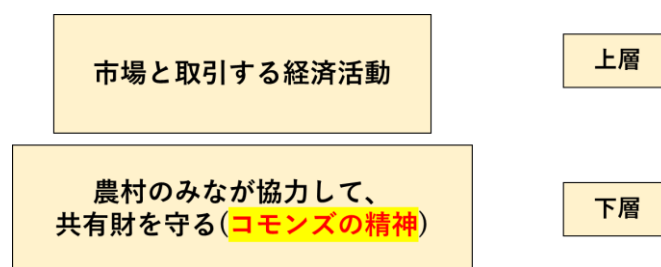 市場と取引する経済活動
上層
農村のみなが協力して、
共有財を守る(コモンズの精神)
下層